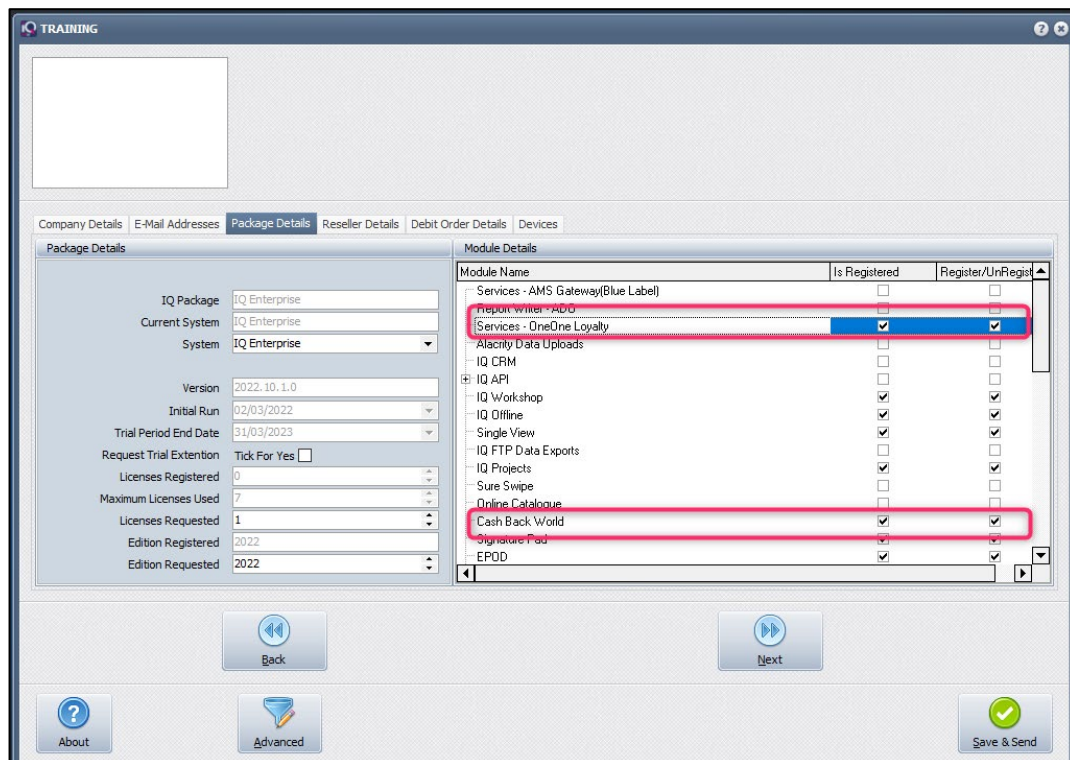 iQ TRAINING
Company Details E-Mail Addresses Package Details Reseller Details Debit Order Details Devices
Package Details
IQ Package IQ Enterprise
Current System IQ Enterprise
System IQ Enterprise
Version 2022.10.1.0
Initial Run 02/03/2022
Trial Period End Date 31/03/2023
Request Trial Extention Tick For Yes
Licenses Registered 0
Maximum Licenses Used 7
Licenses Requested 1
Edition Registered 2022
Edition Requested 2022
Module Details
Module Name Is Registered Register/UnRegist
Services - AMS Gateway(Blue Label)
Report Writer - ADO
Services - OneOne Loyalty
Alacrity Data Uploads
IQ CRM
IQ API
IQ Workshop
IQ Offline
Single View
IQ FTP Data Exports
IQ Projects
Sure Swipe
Online Catalogue
Cash Back World
Signature Pad
EPOD
Back
Next
About
Advanced
Save & Send